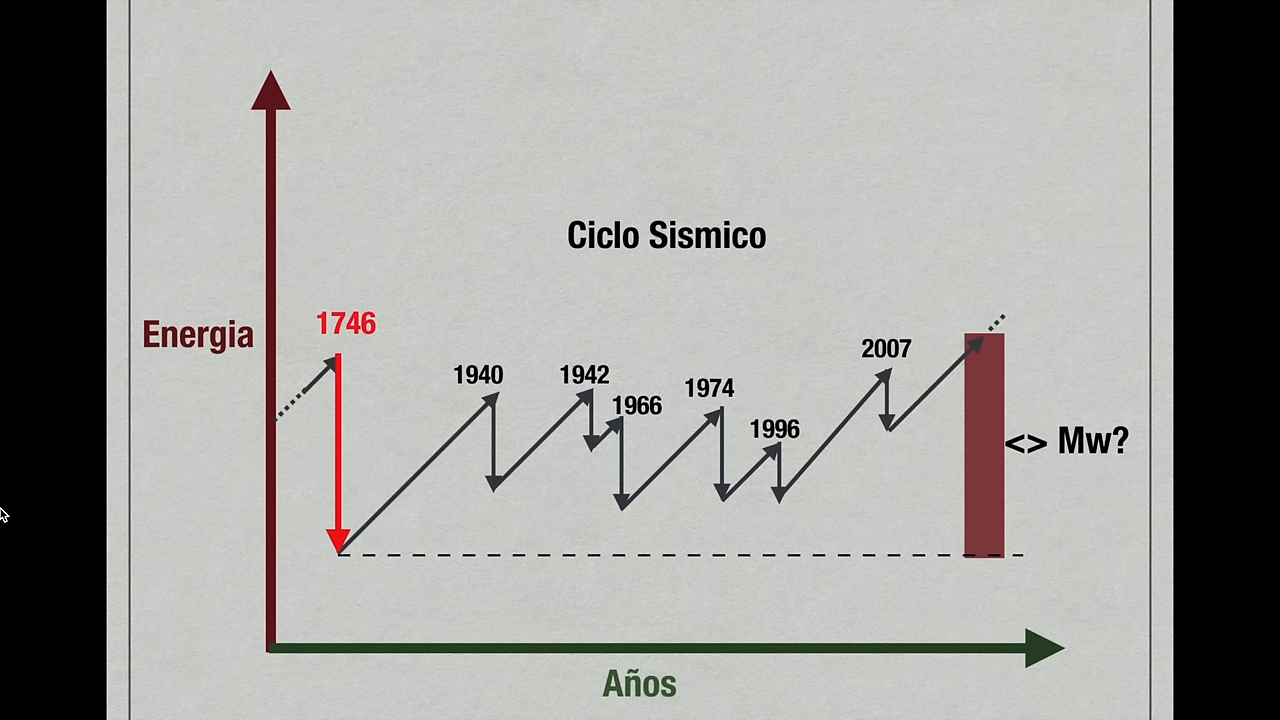 Ciclo Sismico
Energia
1746
1940
1942
1966
1974
1996
2007
<> Mw?
Años